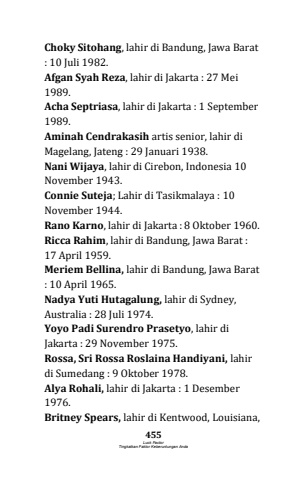 Choky Sitohang, lahir di Bandung, Jawa Barat
: 10 Juli 1982.
Afgan Syah Reza, lahir di Jakarta : 27 Mei
1989.
Acha Septriasa, lahir di Jakarta : 1 September
1989.
Aminah Cendrakasih artis senior, lahir di
Magelang, Jateng : 29 Januari 1938.
Nani Wijaya, lahir di Cirebon, Indonesia 10
November 1943.
Connie Suteja; Lahir di Tasikmalaya : 10
November 1944.
Rano Karno, lahir di Jakarta : 8 Oktober 1960.
Ricca Rahim, lahir di Bandung, Jawa Barat :
17 April 1959.
Meriem Bellina, lahir di Bandung, Jawa Barat
: 10 April 1965.
Nadya Yuti Hutagalung, lahir di Sydney,
Australia : 28 Juli 1974.
Yoyo Padi Surendro Prasetyo, lahir di
Jakarta : 29 November 1975.
Rossa, Sri Rossa Roslaina Handiyani, lahir
di Sumedang : 9 Oktober 1978.
Alya Rohali, lahir di Jakarta : 1 Desember
1976.
Britney Spears, lahir di Kentwood, Louisiana,
455
Luck Factor
Tingkatkan Faktor Keberuntungan Anda